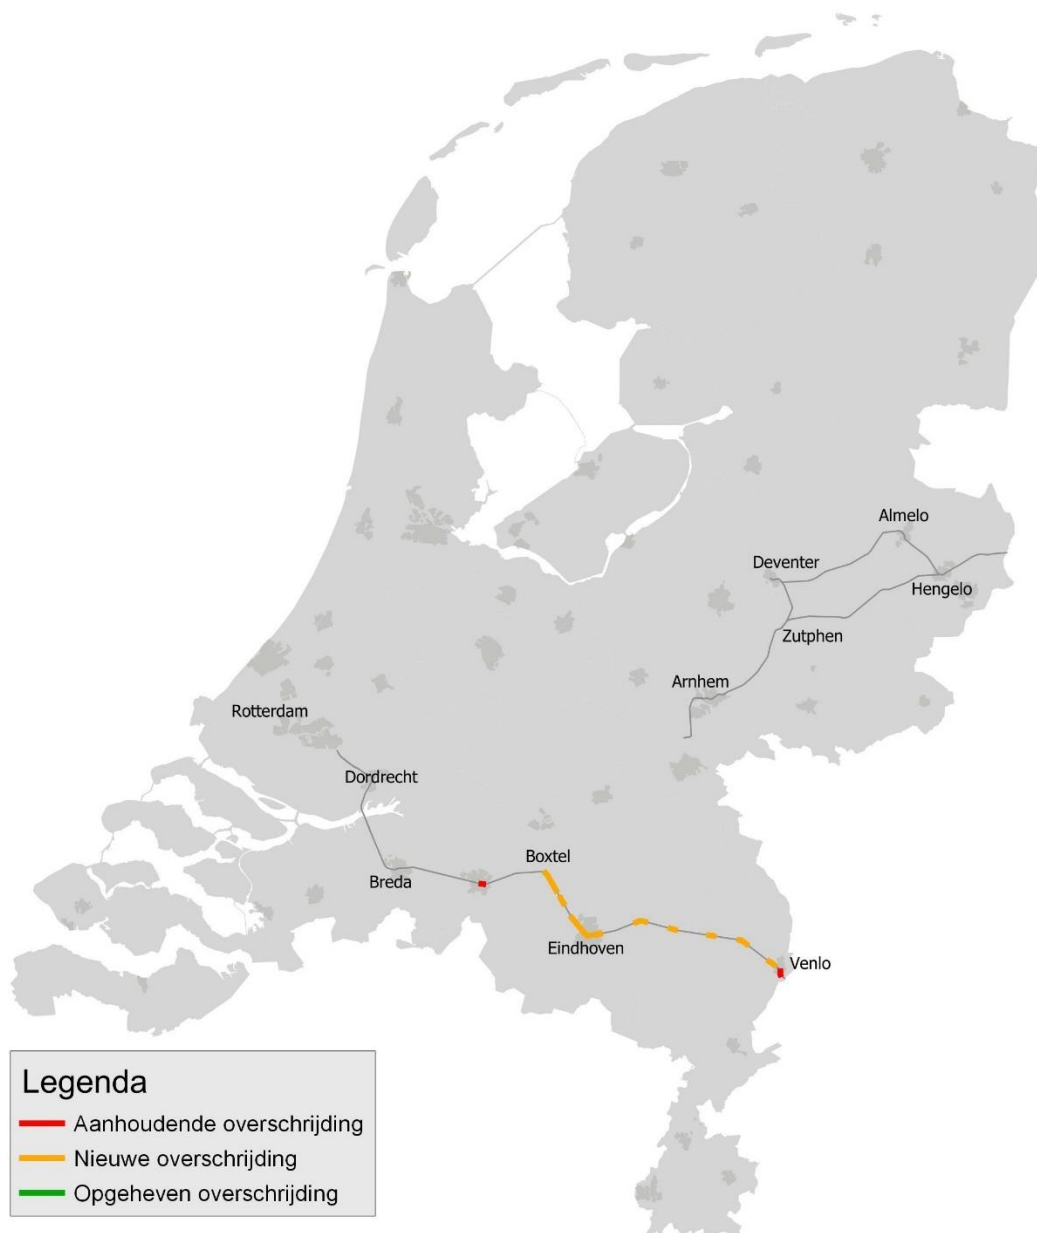 Almelo
Deventer
Hengelo
Zutphen
Arnhem
Rotterdam
Dordrecht
Boxtel
Breda
Eindhoven
Venlo
Legenda
Aanhoudende overschrijding
Nieuwe overschrijding
Opgeheven overschrijding